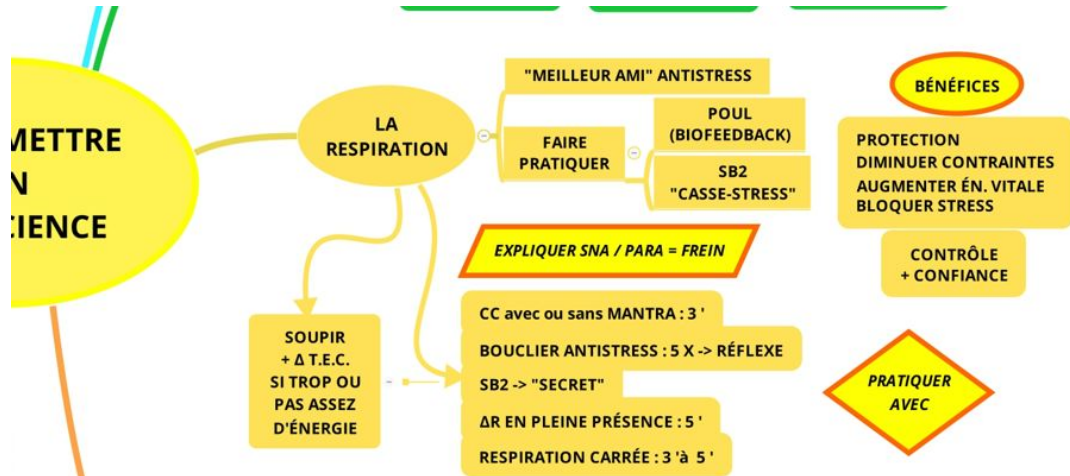 METTRE
N
CIENCE
LA
RESPIRATION
"MEILLEUR AMI" ANTISTRESS
FAIRE
PRATIQUER
POUL
(BIOFEEDBACK)
SB2
"CASSE-STRESS"
BÉNÉFICES
PROTECTION
DIMINUER CONTRAINTES
AUGMENTER ÉN. VITALE
BLOQUER STRESS
CONTRÔLE
+ CONFIANCE
EXPLIQUER SNA / PARA = FREIN
SOUPIR
+ Δ T.E.C.
SI TROP OU
PAS ASSEZ
D'ÉNERGIE
CC avec ou sans MANTRA : 3 '
BOUCLIER ANTISTRESS : 5 X -> RÉFLEXE
SB2 -> "SECRET"
ΔR EN PLEINE PRÉSENCE : 5 '
RESPIRATION CARRÉE : 3 'à 5 '
PRATIQUER
AVEC